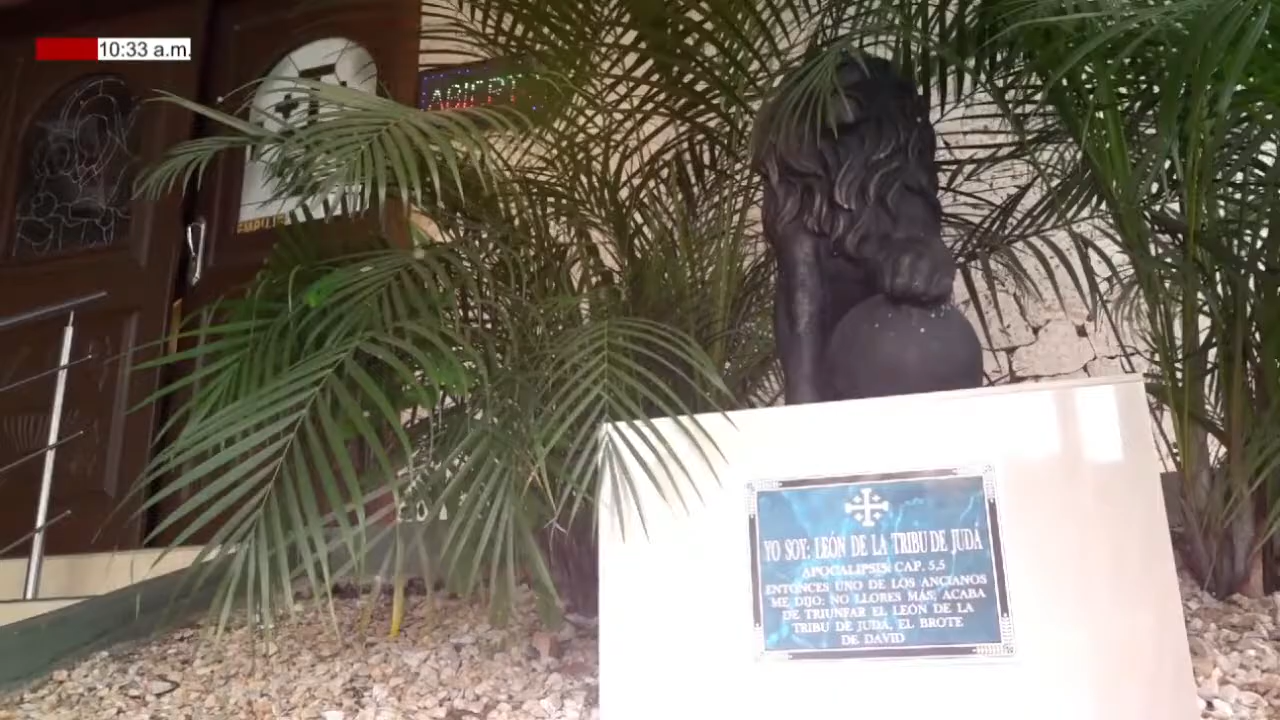 10:33 a.m.
ABIERT
EMPUJE
YO SOY: LEÓN DE LA TRIBU DE JUDÁ
APOCALIPSIS: CAP. 5,5
ENTONCES UNO DE LOS ANCIANOS
ME DIJO: NO LLORES MÁS, ACABA
DE TRIUNFAR EL LEÓN DE LA
TRIBU DE JUDÁ, EL BROTE
DE DAVID